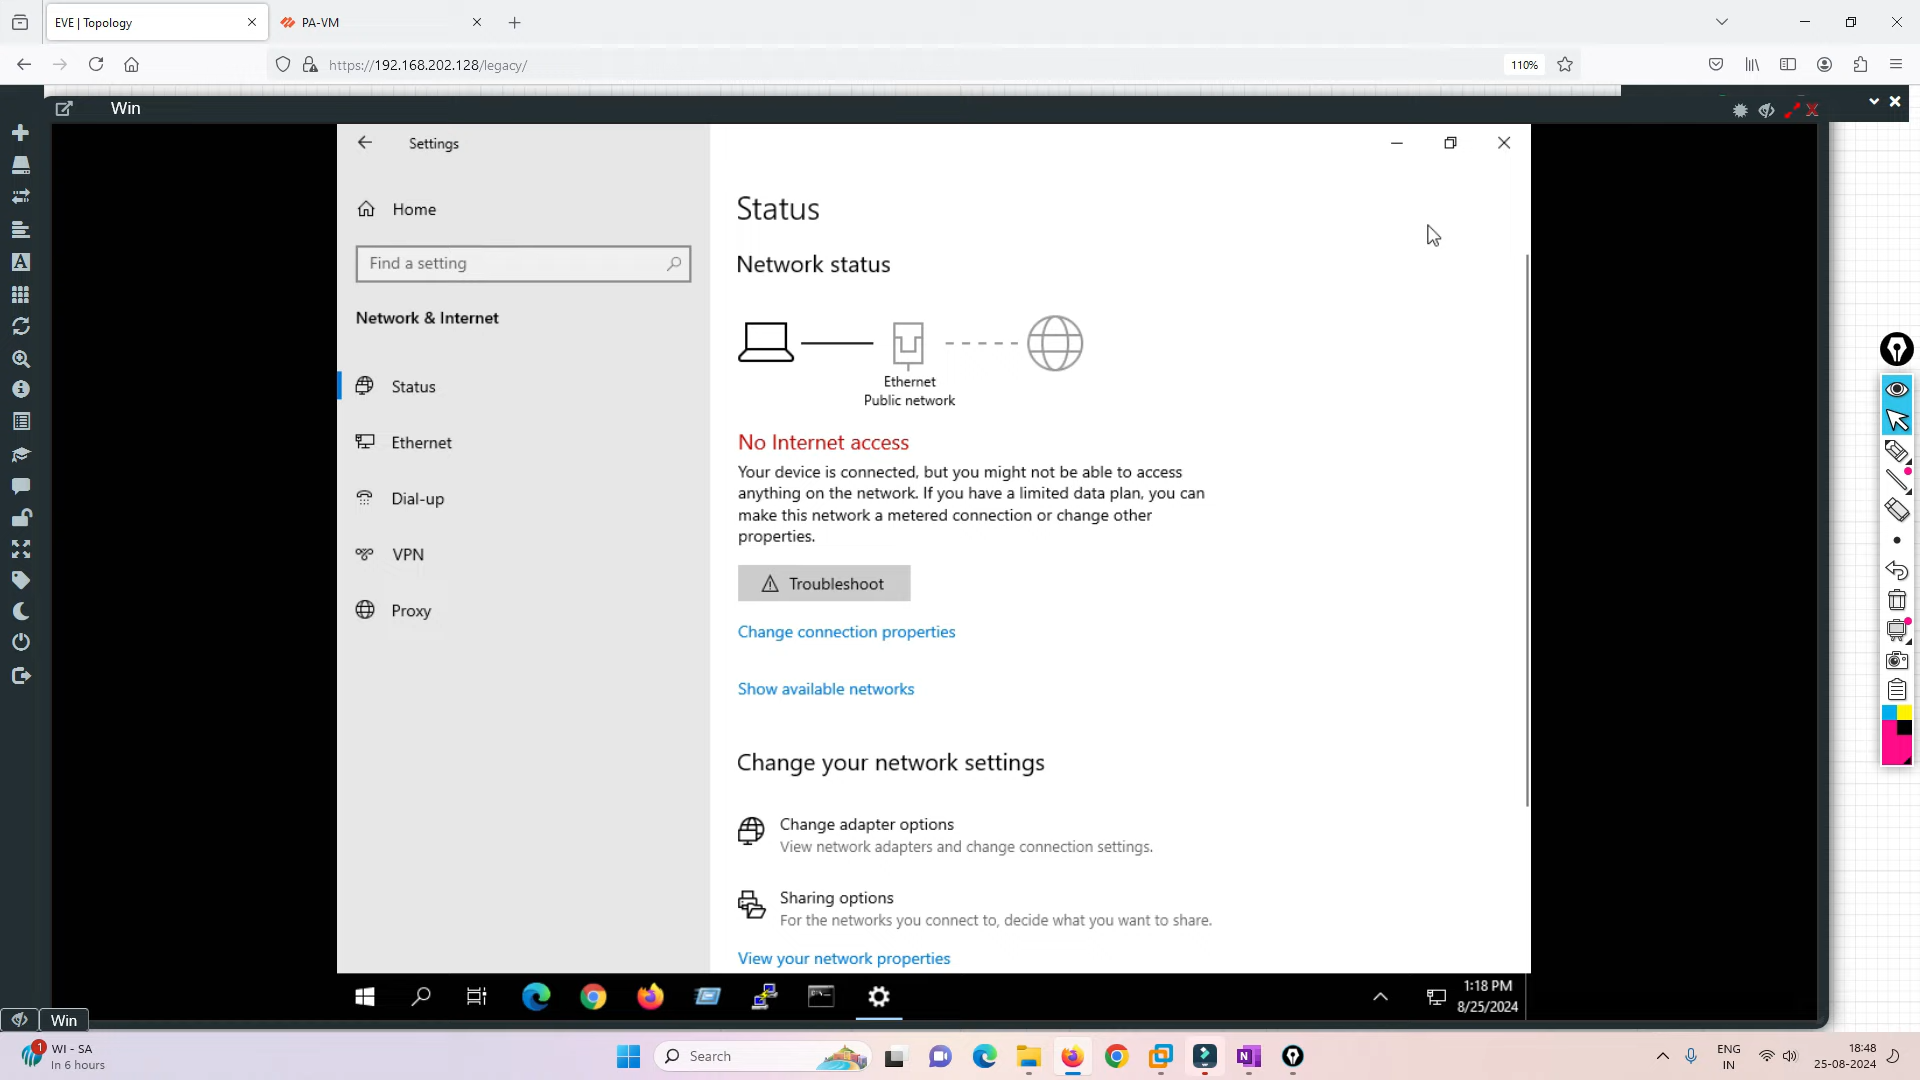 EVE | Topology
PA-VM
https://192.168.202.128/legacy/
110%
Win
Settings
Home
Find a setting
Network & Internet
Status
Ethernet
Dial-up
VPN
Proxy
Status
Network status
Ethernet
Public network
No Internet access
Your device is connected, but you might not be able to access
anything on the network. If you have a limited data plan, you can
make this network a metered connection or change other
properties.
Troubleshoot
Change connection properties
Show available networks
Change your network settings
Change adapter options
View network adapters and change connection settings.
Sharing options
For the networks you connect to, decide what you want to share.
View your network properties
1:18 PM
8/25/2024
Win
1
WI - SA
In 6 hours
Search
ENG
IN
18:48
25-08-2024